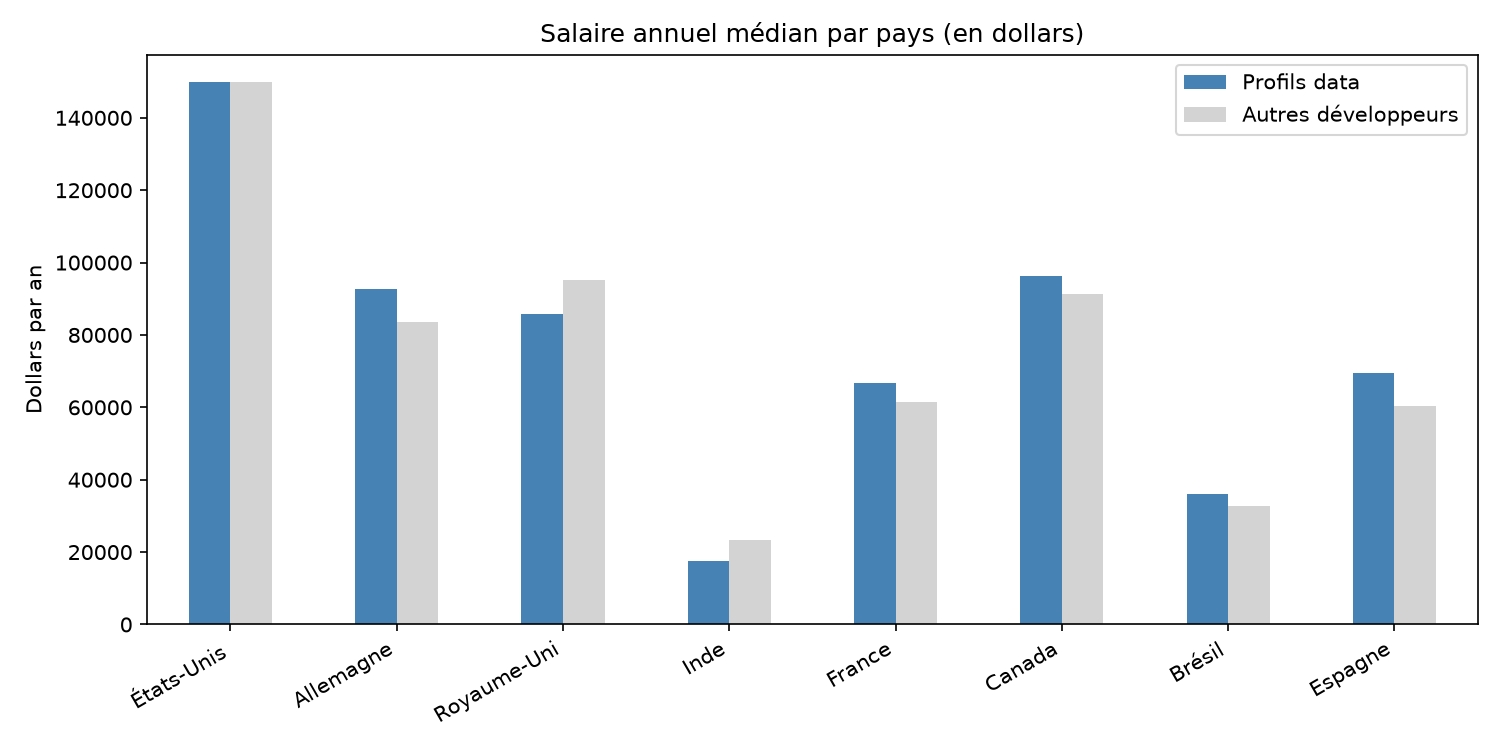 Salaire annuel médian par pays (en dollars)
Profils data
Autres développeurs
Dollars par an
140000
120000
100000
80000
60000
40000
20000
0
États-Unis
Allemagne
Royaume-Uni
Inde
France
Canada
Brésil
Espagne